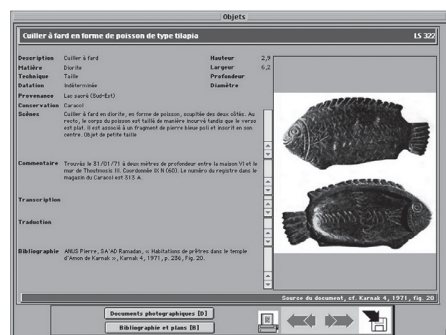 Objets
Cuiller à fard en forme de poisson de type tilapia LS 322
Description Cuiller à fard Hauteur 2,9
Matière Diorite Largeur 6,2
Technique Taille Profondeur
Datation Indéterminée Diamètre
Provenance Lac sacré (Sud-Est)
Conservation Caracol
Scènes Cuiller à fard en diorite, en forme de poisson, sculptée des deux côtés. Au
recto, le corps du poisson est taillé de manière incurvé tandis que le verso
est plat. Il est associé à un fragment de pierre bleue poli et inscrit en son
centre. Objet de petite taille
Commentaire Trouvés le 31/01/71 à deux mètres de profondeur entre la maison VI et le
mur de Thoutmosis III. Coordonnée IX N (60). Le numéro du registre dans le
magasin du Caracol est 313 A.
Transcription
Traduction
Bibliographie ANUS Pierre, SA'AD Ramadan, « Habitations de prêtres dans le temple
d'Amon de Karnak », Karnak 4, 1971, p. 236, Fig. 20.
Source du document, cf. Karnak 4, 1971, fig. 20
Documents photographiques [D]
Bibliographie et plans [B]